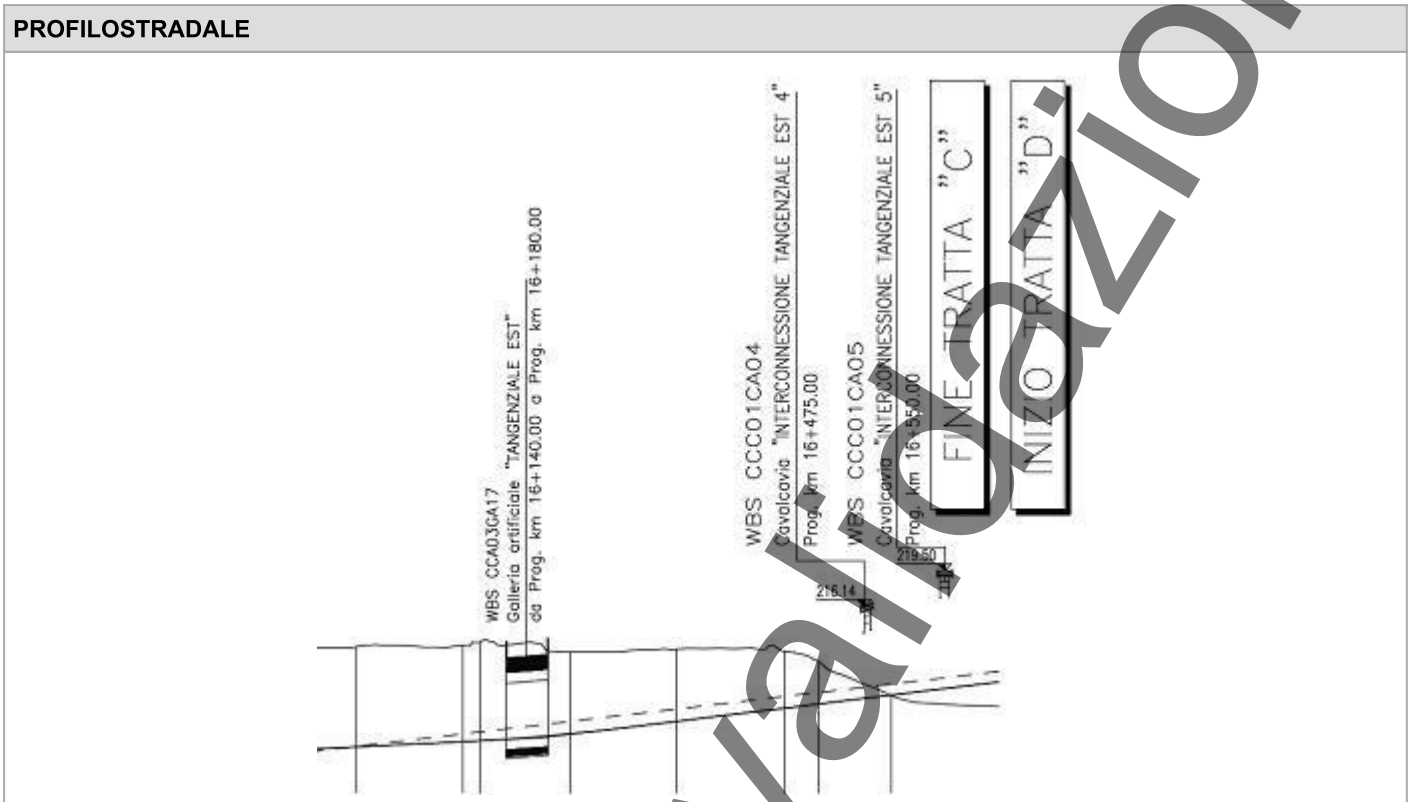 PROFILOSTRADALE
WBS CCA03GA17
Galleria artificiale "TANGENZIALE EST"
da Prog. km 16+140.00 a Prog. km 16+180.00
WBS CCC01CA04
Cavalcavia "INTERCONNESSIONE TANGENZIALE EST 4"
Prog. km 16+475.00
216.14
WBS CCC01CA05
Cavalcavia "INTERCONNESSIONE TANGENZIALE EST 5"
Prog. km 16+550.00
219.50
FINE TRATTA "C"
INIZIO TRATTA "D"
validazion